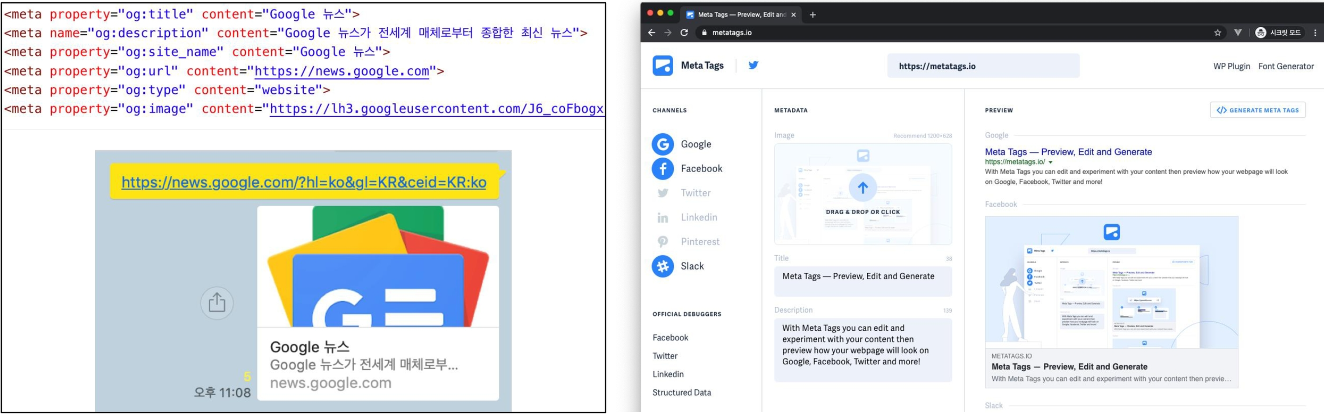 <meta property="og:title" content="Google 뉴스">
<meta name="og:description" content="Google 뉴스가 전세계 매체로부터 종합한 최신 뉴스">
<meta property="og:site_name" content="Google 뉴스">
<meta property="og:url" content="https://news.google.com">
<meta property="og:type" content="website">
<meta property="og:image" content="https://lh3.googleusercontent.com/J6_coFbogx
https://news.google.com/?hl=ko&gl=KR&ceid=KR:ko
Google 뉴스
Google 뉴스가 전세계 매체로부...
news.google.com
5
오후 11:08
Meta Tags — Preview, Edit and
metatags.io
시크릿 모드
Meta Tags
https://metatags.io
WP Plugin Font Generator
CHANNELS
Google
Facebook
Twitter
Linkedin
Pinterest
Slack
OFFICIAL DEBUGGERS
Facebook
Twitter
Linkedin
Structured Data
METADATA
Image Recommend 1200×628
DRAG & DROP OR CLICK
Title 38
Meta Tags — Preview, Edit and Generate
Description 139
With Meta Tags you can edit and
experiment with your content then
preview how your webpage will look
on Google, Facebook, Twitter and more!
PREVIEW
</> GENERATE META TAGS
Google
Meta Tags — Preview, Edit and Generate
https://metatags.io/
With Meta Tags you can edit and experiment with your content then preview how your webpage will look
on Google, Facebook, Twitter and more!
Facebook
METATAGS.IO
Meta Tags — Preview, Edit and Generate
With Meta Tags you can edit and experiment with your content then previe...
Slack